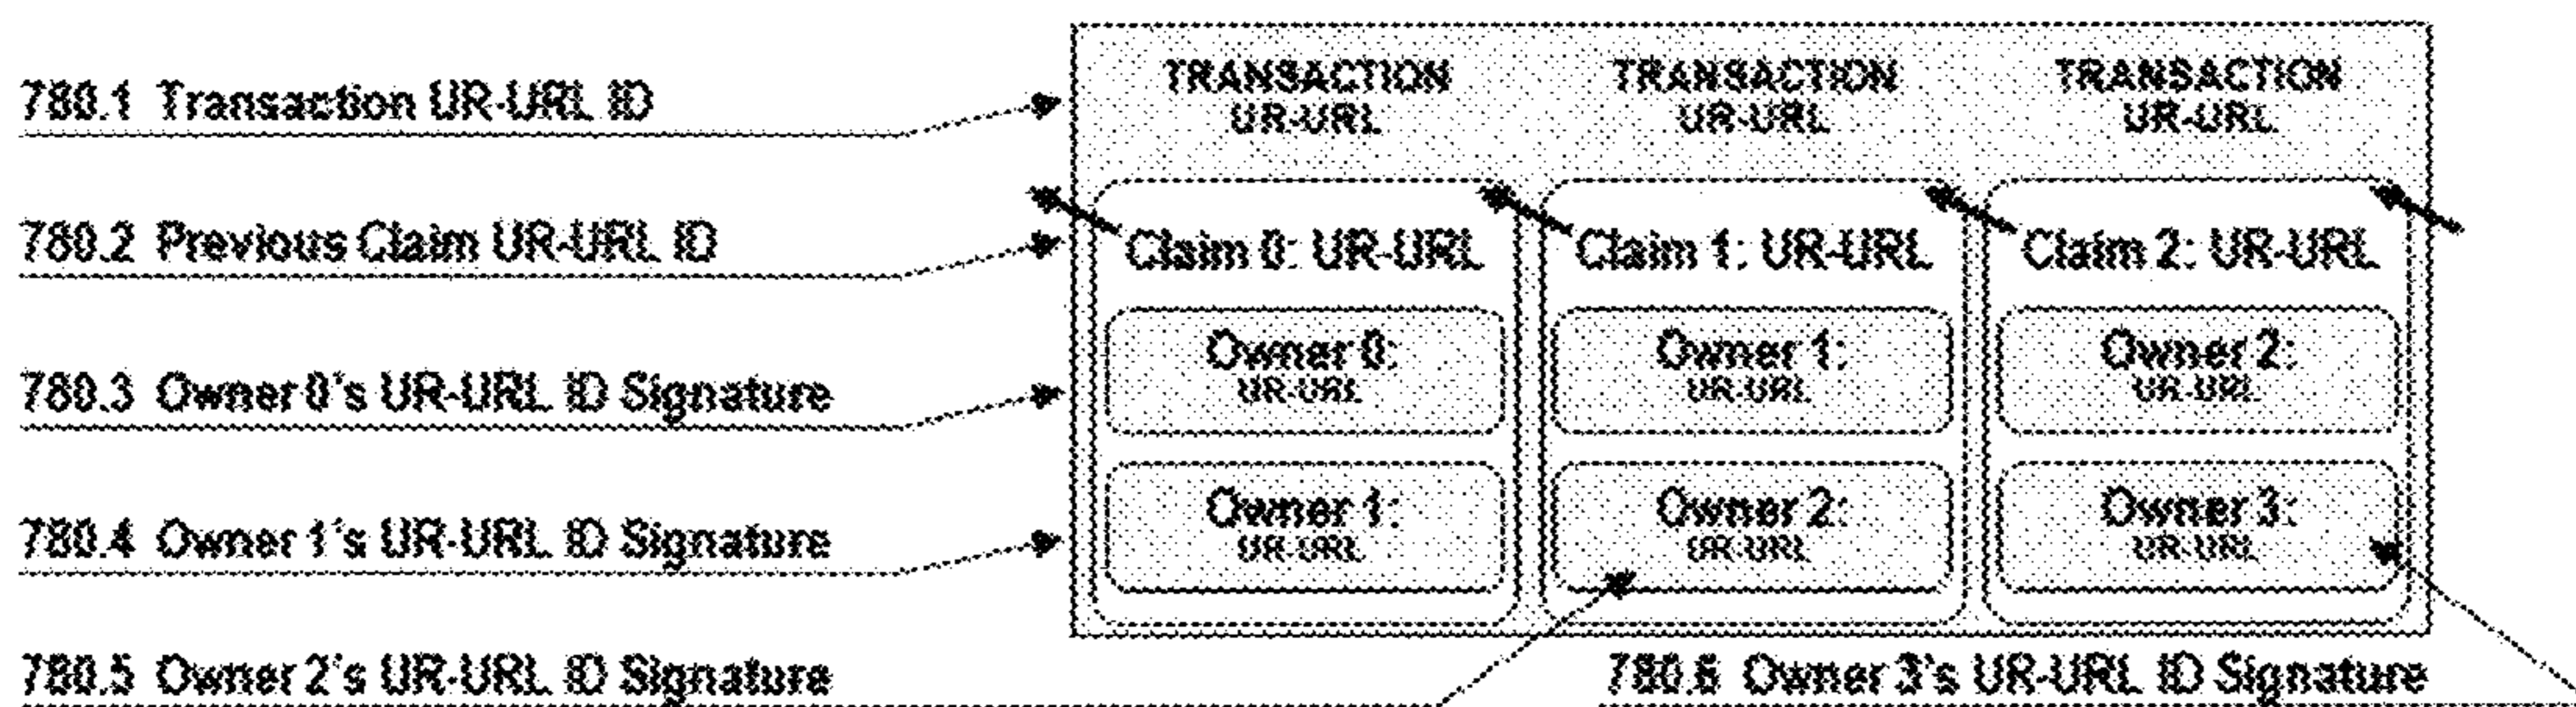 780.1 Transaction UR-URL ID
TRANSACTION TRANSACTION TRANSACTION
UR-URL UR-URL UR-URL
780.2 Previous Claim UR-URL ID
Claim 0: UR-URL Claim 1: UR-URL Claim 2: UR-URL
Owner 0: Owner 1: Owner 2:
UR-URL UR-URL UR-URL
780.3 Owner 0's UR-URL ID Signature
Owner 1: Owner 2: Owner 3:
UR-URL UR-URL UR-URL
780.4 Owner 1's UR-URL ID Signature
780.5 Owner 2's UR-URL ID Signature
780.6 Owner 3's UR-URL ID Signature